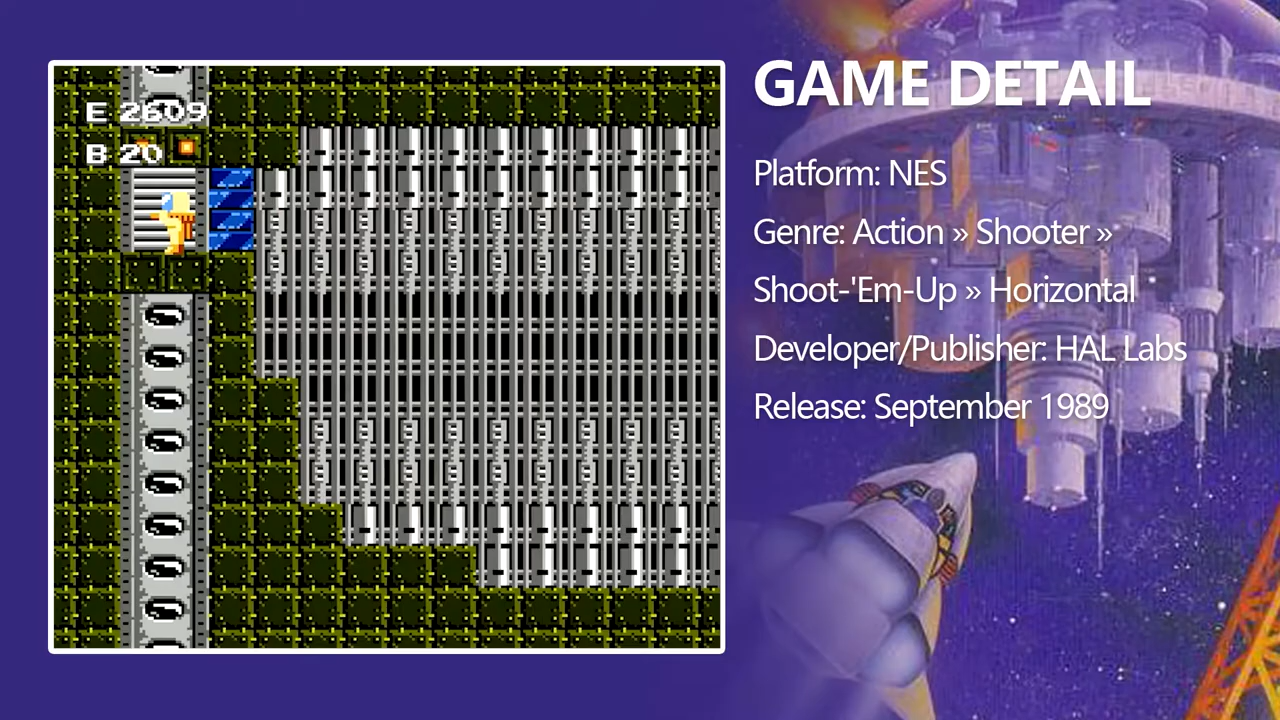 E 2609
B 20
GAME DETAIL
Platform: NES
Genre: Action » Shooter »
Shoot-'Em-Up » Horizontal
Developer/Publisher: HAL Labs
Release: September 1989